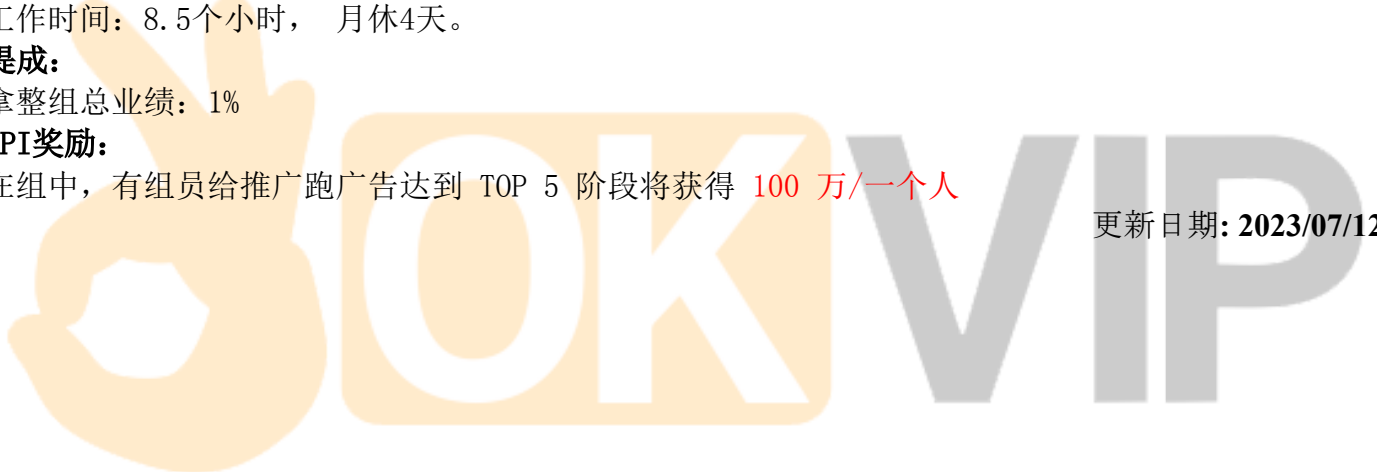 工作时间：8.5个小时， 月休4天。
提成：
拿整组总业绩：1%
PI奖励：
在组中，有组员给推广跑广告达到 TOP 5 阶段将获得 100 万/一个人
更新日期: 2023/07/12
OKVIP